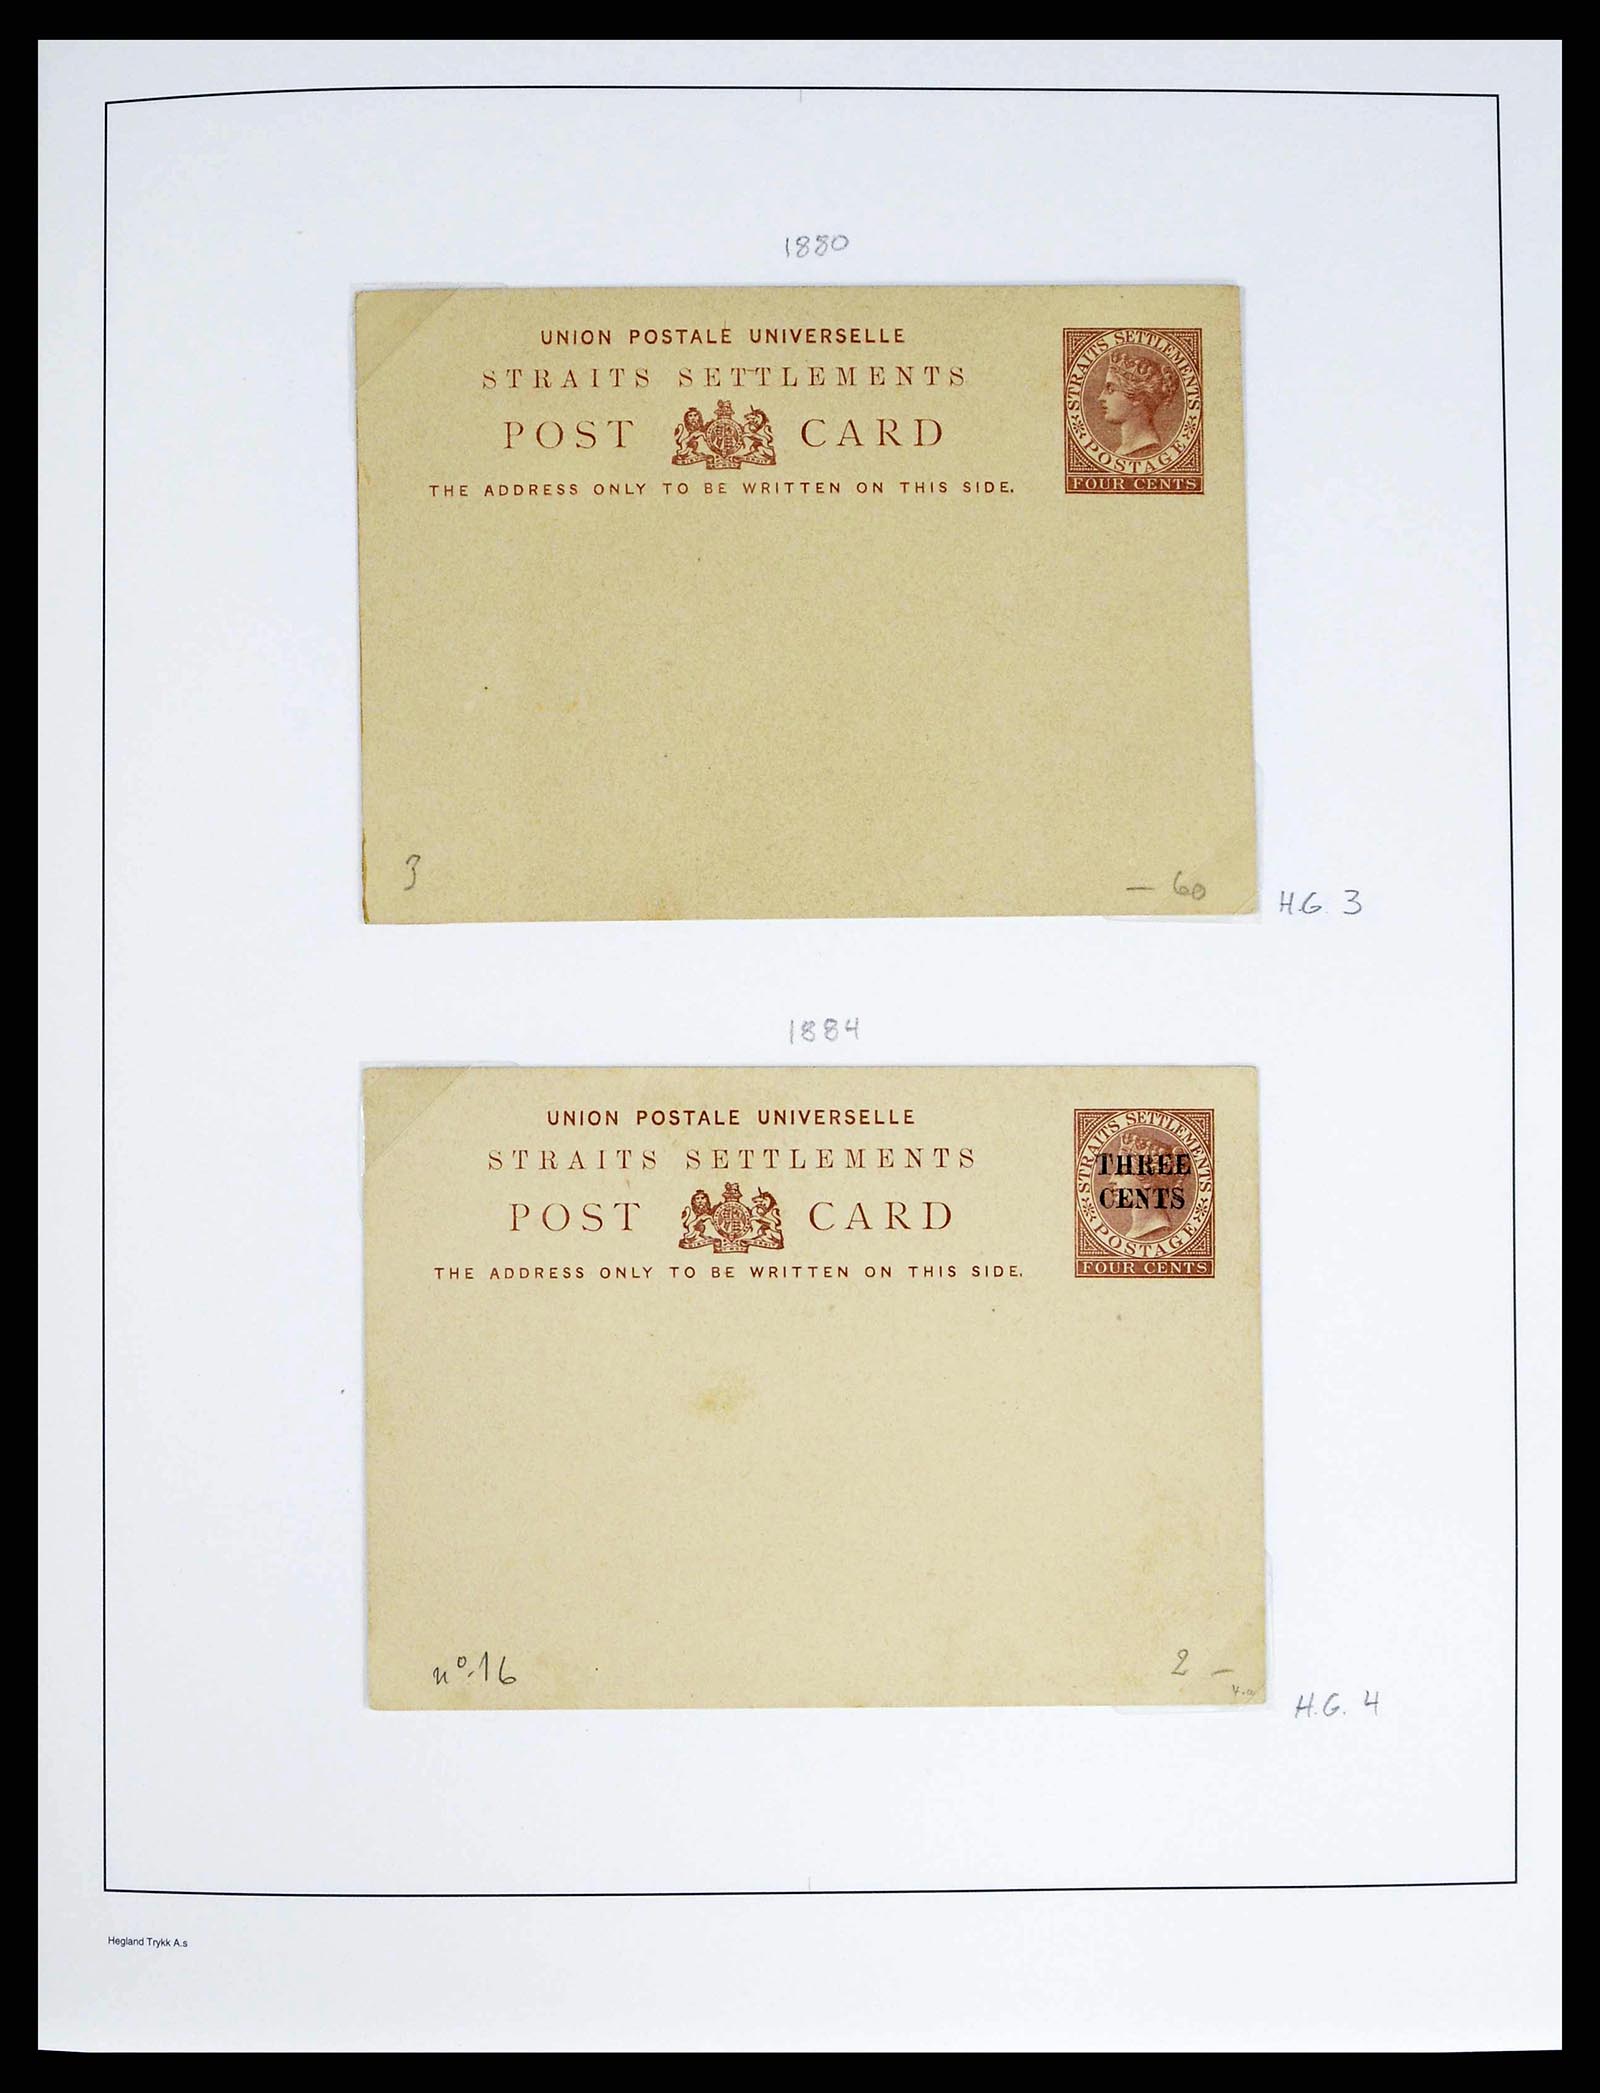 1880
UNION POSTALE UNIVERSELLE
STRAITS SETTLEMENTS
POST CARD
THE ADDRESS ONLY TO BE WRITTEN ON THIS SIDE.
STRAITS SETTLEMENTS
POSTAGE
FOUR CENTS
3
— 60
H.G. 3
1884
UNION POSTALE UNIVERSELLE
STRAITS SETTLEMENTS
POST CARD
THE ADDRESS ONLY TO BE WRITTEN ON THIS SIDE.
STRAITS SETTLEMENTS
THREE
CENTS
POSTAGE
FOUR CENTS
no. 16
2 —
H.G. 4
Hegland Trykk A.s